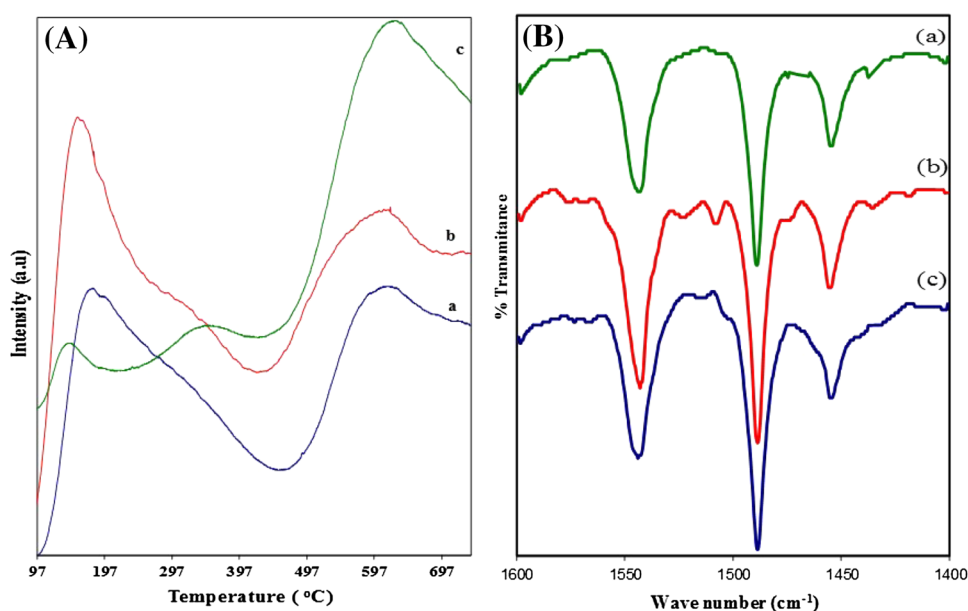 (A)
c
b
a
Intensity (a.u)
97 197 297 397 497 597 697
Temperature ( °C)
(B)
(a)
(b)
(c)
% Transmitance
1600 1550 1500 1450 1400
Wave number (cm-1)